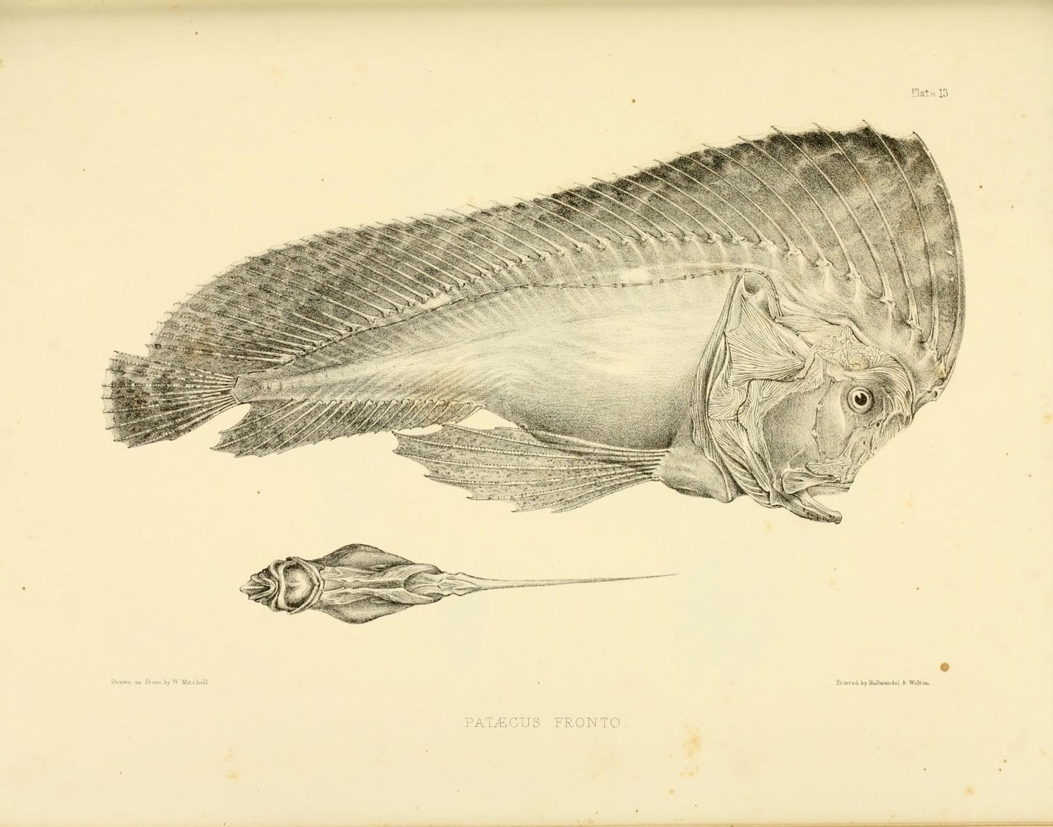 Plate 13
Drawn on Stone by W. Mitchell.
Printed by Hullmandel & Walton.
PATÆCUS FRONTO